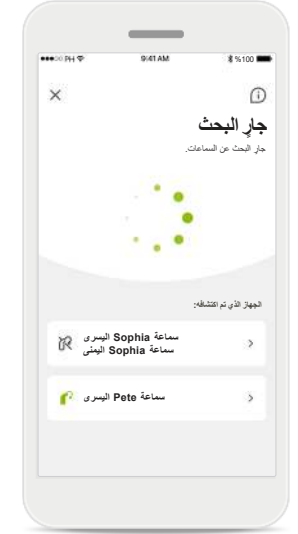 PH 9:41 AM %100
جارٍ البحث
جارٍ البحث عن السماعات.
الجهاز الذي تم اكتشافه:
سماعة Sophia اليسرى
سماعة Sophia اليمنى
سماعة Pete اليسرى